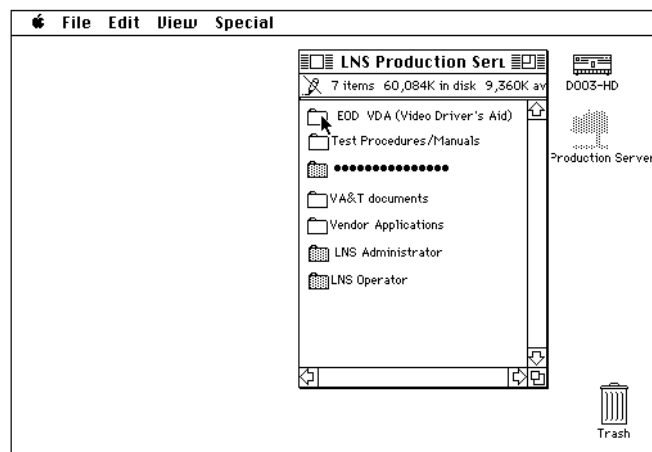 File Edit View Special
LNS Production Serv
7 items 60,084K in disk 9,360K av
EOD VDA (Video Driver's Aid)
Test Procedures/Manuals
•••••••••••••••
VA&T documents
Vendor Applications
LNS Administrator
LNS Operator
D003-HD
Production Server
Trash